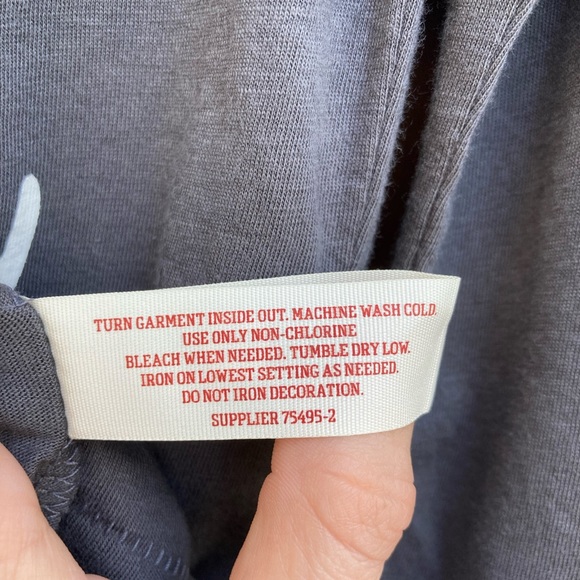 TURN GARMENT INSIDE OUT. MACHINE WASH COLD.
USE ONLY NON-CHLORINE
BLEACH WHEN NEEDED. TUMBLE DRY LOW.
IRON ON LOWEST SETTING AS NEEDED.
DO NOT IRON DECORATION.
SUPPLIER 75495-2